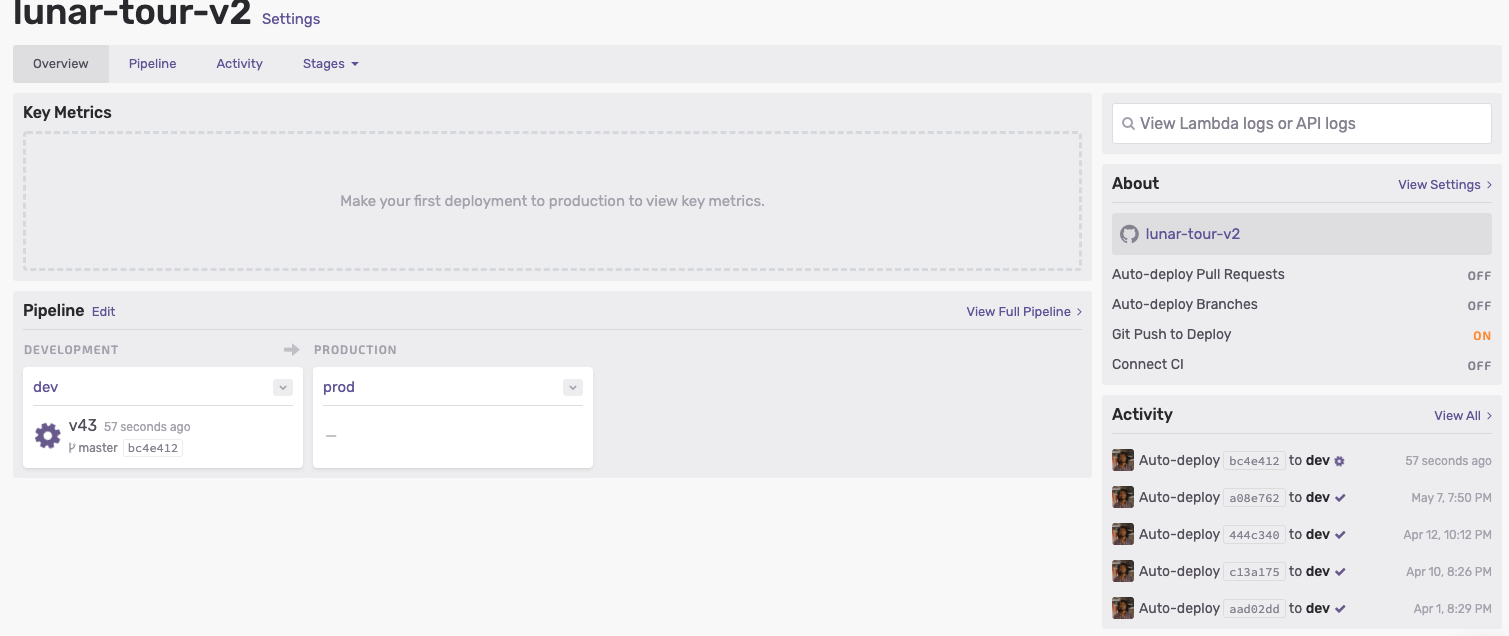 lunar-tour-v2 Settings
Overview Pipeline Activity Stages
Key Metrics
Make your first deployment to production to view key metrics.
Pipeline Edit View Full Pipeline
DEVELOPMENT PRODUCTION
dev prod
v43 57 seconds ago —
master bc4e412
View Lambda logs or API logs
About View Settings
lunar-tour-v2
Auto-deploy Pull Requests OFF
Auto-deploy Branches OFF
Git Push to Deploy ON
Connect CI OFF
Activity View All
Auto-deploy bc4e412 to dev 57 seconds ago
Auto-deploy a08e762 to dev May 7, 7:50 PM
Auto-deploy 444c340 to dev Apr 12, 10:12 PM
Auto-deploy c13a175 to dev Apr 10, 8:26 PM
Auto-deploy aad02dd to dev Apr 1, 8:29 PM